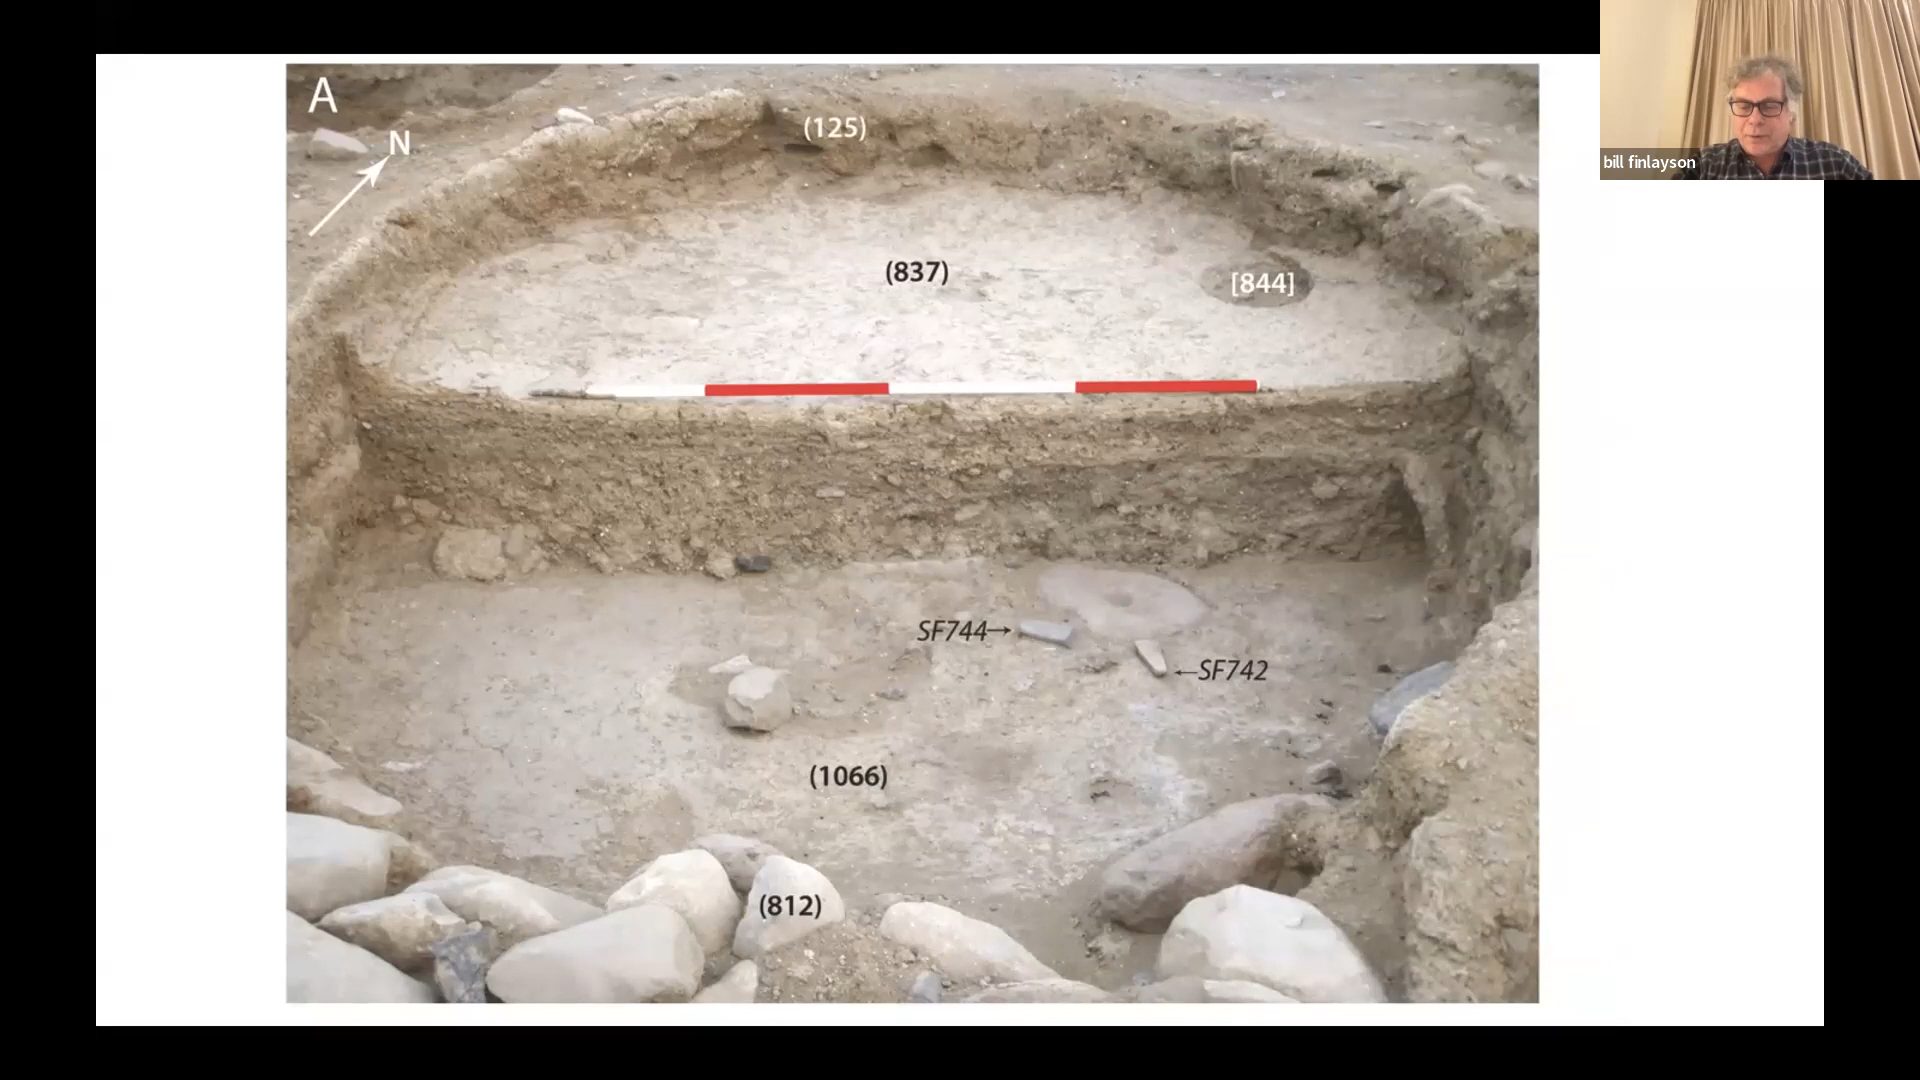 A
N
(125)
bill finlayson
(837)
[844]
SF744→
←SF742
(1066)
(812)